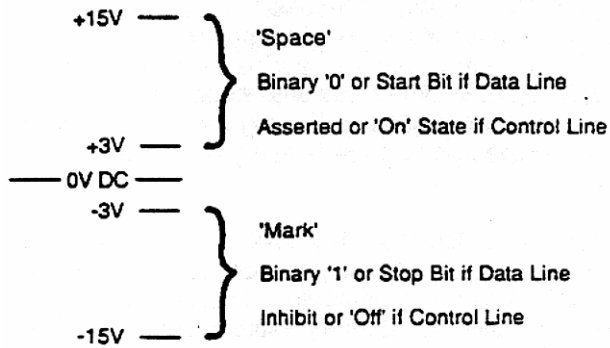 +15V
'Space'
Binary '0' or Start Bit if Data Line
Asserted or 'On' State if Control Line
+3V
0V DC
-3V
'Mark'
Binary '1' or Stop Bit if Data Line
Inhibit or 'Off' if Control Line
-15V